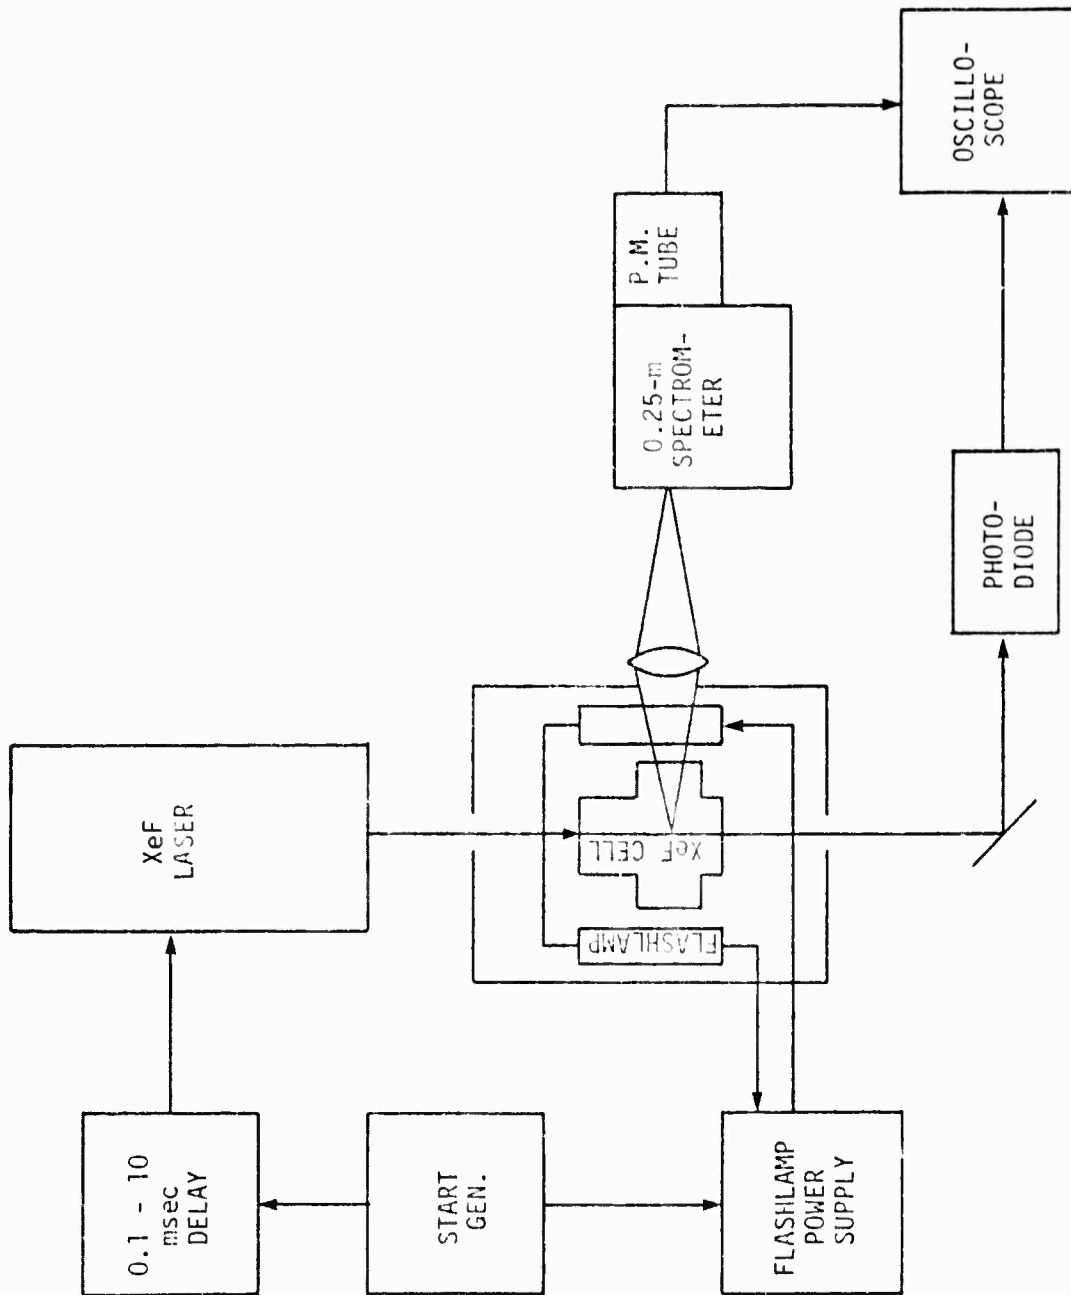 0.1 - 10
msec
DELAY
START
GEN.
FLASHLAMP
POWER
SUPPLY
XeF
LASER
FLASHLAMP
XeF CELL
0.25-m
SPECTROM-
ETER
P.M.
TUBE
PHOTO-
DIODE
OSCILLO-
SCOPE